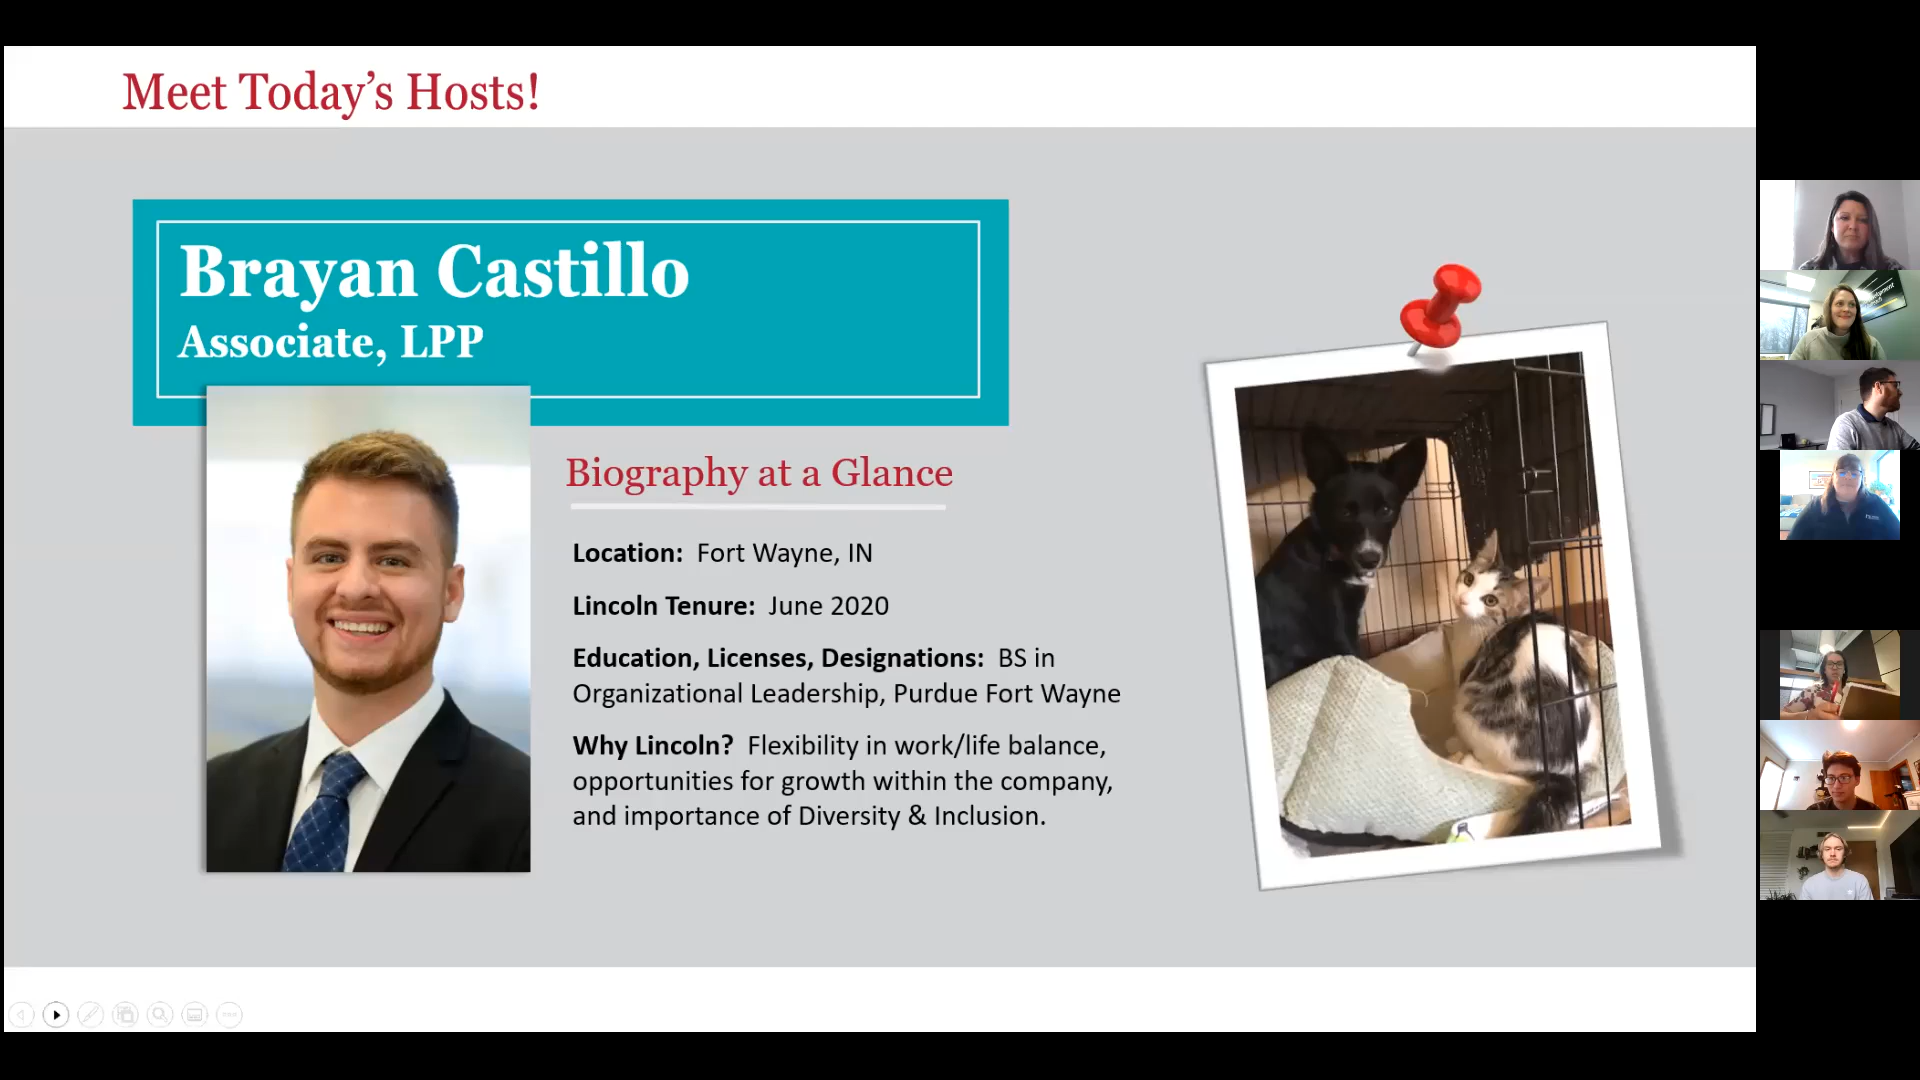 Meet Today’s Hosts!
Brayan Castillo
Associate, LPP
Biography at a Glance
Location:  Fort Wayne, IN
Lincoln Tenure:  June 2020
Education, Licenses, Designations:  BS in
Organizational Leadership, Purdue Fort Wayne
Why Lincoln?  Flexibility in work/life balance,
opportunities for growth within the company,
and importance of Diversity & Inclusion.